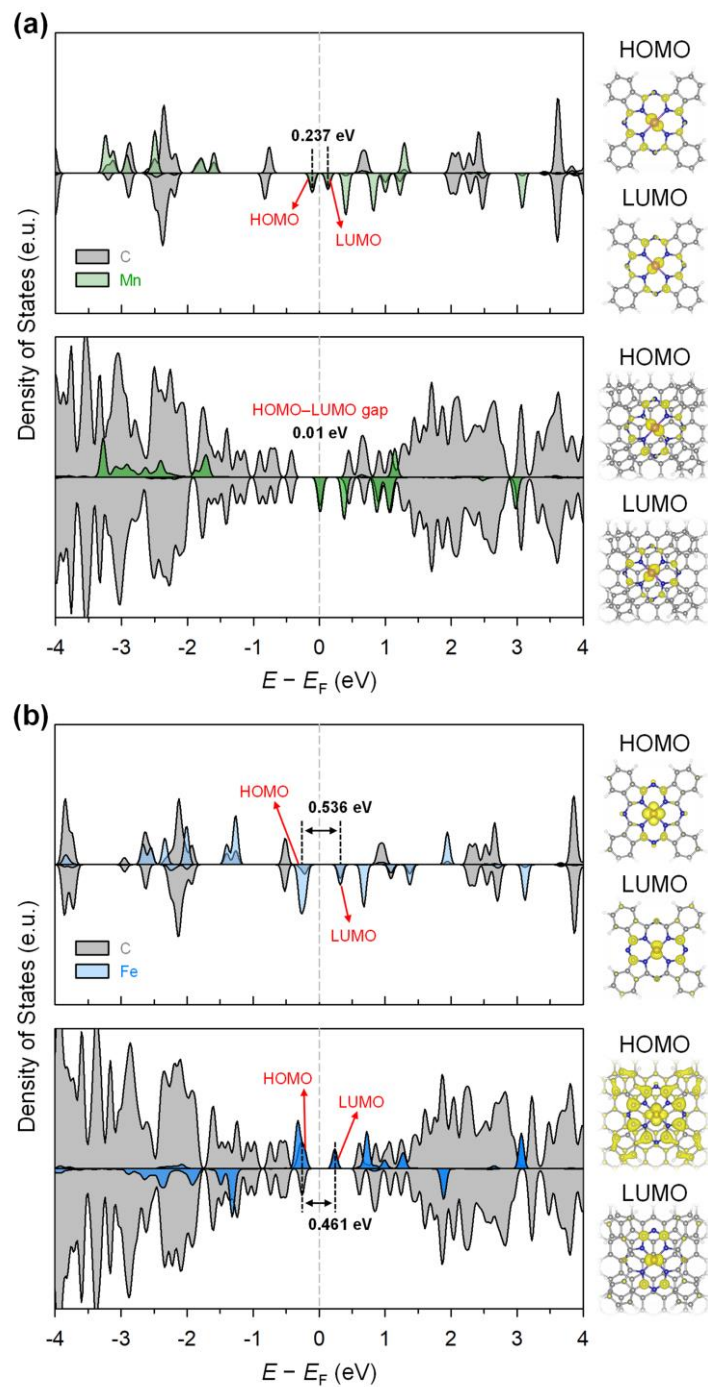 (a)
HOMO
0.237 eV
HOMO
LUMO
C
Mn
LUMO
Density of States (e.u.)
HOMO–LUMO gap
0.01 eV
HOMO
LUMO
-4 -3 -2 -1 0 1 2 3 4
E − EF (eV)
(b)
HOMO
HOMO
0.536 eV
LUMO
C
Fe
LUMO
Density of States (e.u.)
HOMO
LUMO
0.461 eV
HOMO
LUMO
-4 -3 -2 -1 0 1 2 3 4
E − EF (eV)